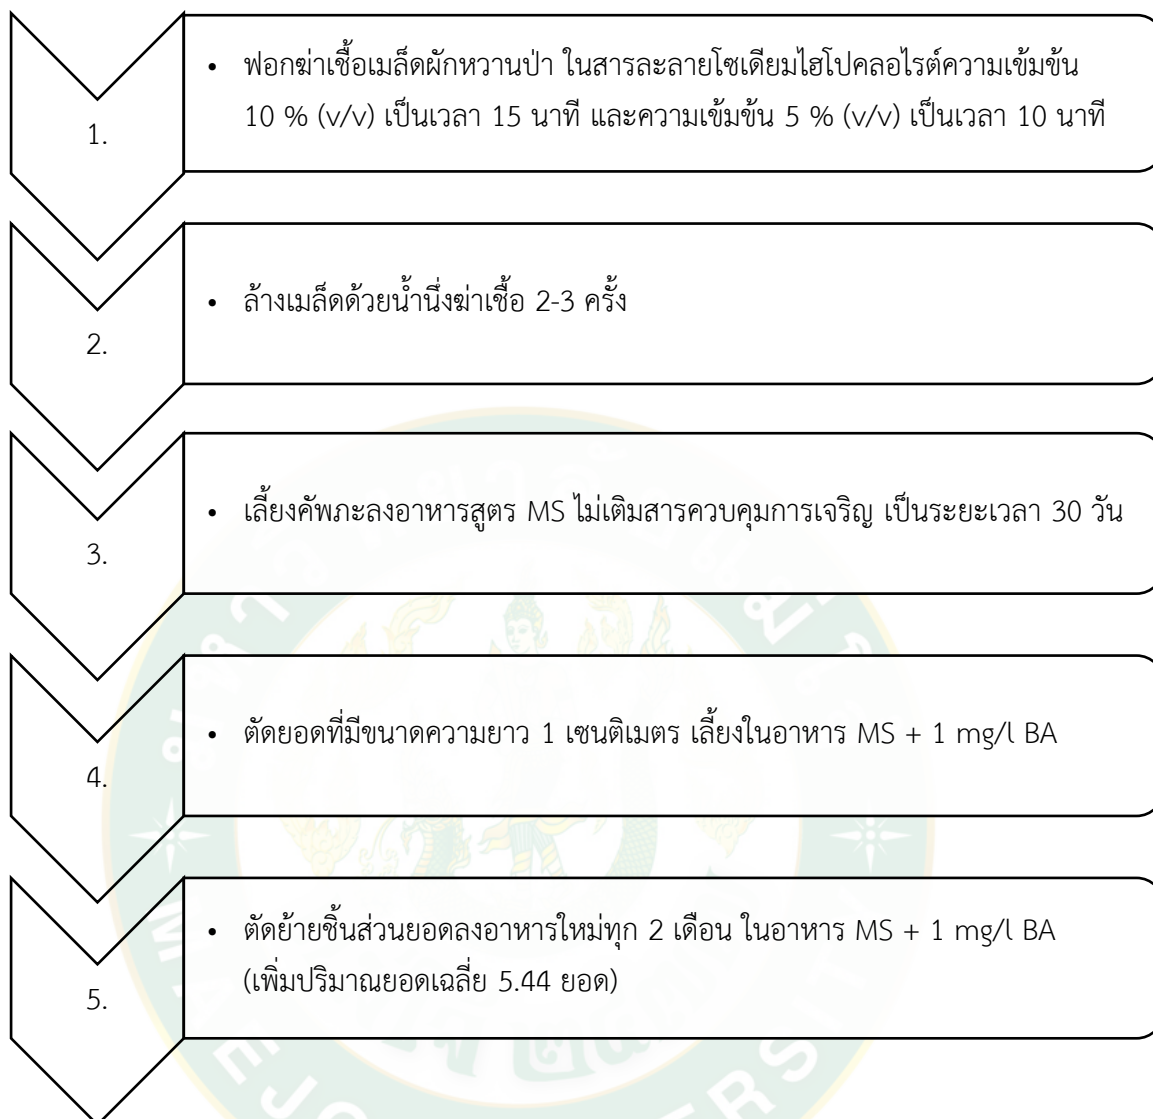 1.
• ฟอกฆ่าเชื้อเมล็ดผักหวานป่า ในสารละลายโซเดียมไฮโปคลอไรต์ความเข้มข้น
10 % (v/v) เป็นเวลา 15 นาที และความเข้มข้น 5 % (v/v) เป็นเวลา 10 นาที
2.
• ล้างเมล็ดด้วยน้ำนึ่งฆ่าเชื้อ 2-3 ครั้ง
3.
• เลี้ยงคัพภะลงอาหารสูตร MS ไม่เติมสารควบคุมการเจริญ เป็นระยะเวลา 30 วัน
4.
• ตัดยอดที่มีขนาดความยาว 1 เซนติเมตร เลี้ยงในอาหาร MS + 1 mg/l BA
5.
• ตัดย้ายชิ้นส่วนยอดลงอาหารใหม่ทุก 2 เดือน ในอาหาร MS + 1 mg/l BA
(เพิ่มปริมาณยอดเฉลี่ย 5.44 ยอด)